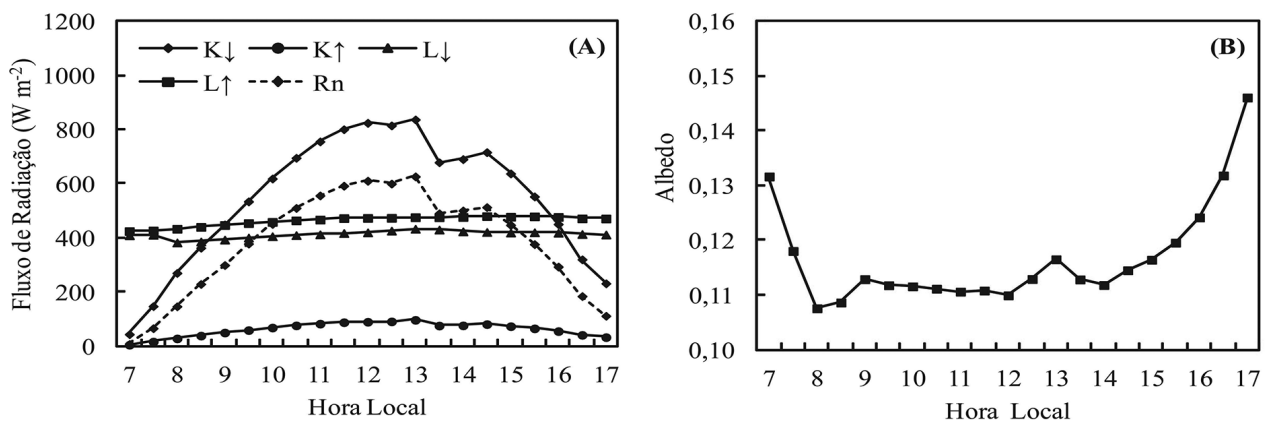 Fluxo de Radiação (W m-2)
1200
1000
800
600
400
200
0
K↓ K↑ L↓
L↑ Rn
(A)
7 8 9 10 11 12 13 14 15 16 17
Hora Local
Albedo
0,16
0,15
0,14
0,13
0,12
0,11
0,10
(B)
7 8 9 10 11 12 13 14 15 16 17
Hora Local